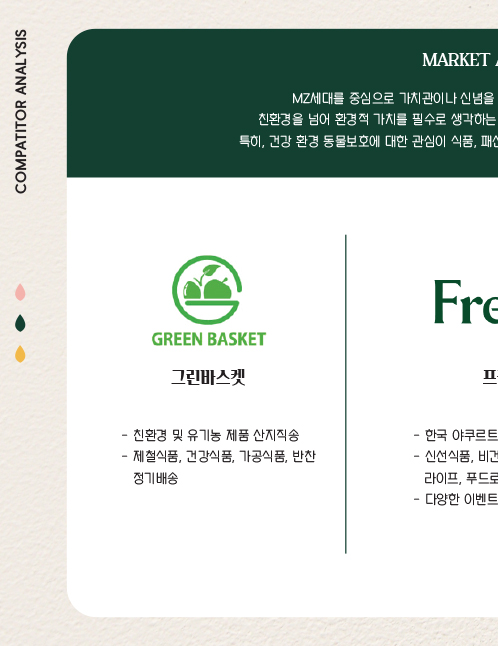 COMPATITOR ANALYSIS
MARKET
MZ세대를 중심으로 가치관이나 신념을
친환경을 넘어 환경적 가치를 필수로 생각하는
특히, 건강 환경 동물보호에 대한 관심이 식품, 패션
GREEN BASKET
그린바스켓
- 친환경 및 유기농 제품 산지직송
- 제철식품, 건강식품, 가공식품, 반찬
정기배송
Fre
프
- 한국 야쿠르트
- 신선식품, 비건
라이프, 푸드로
- 다양한 이벤트